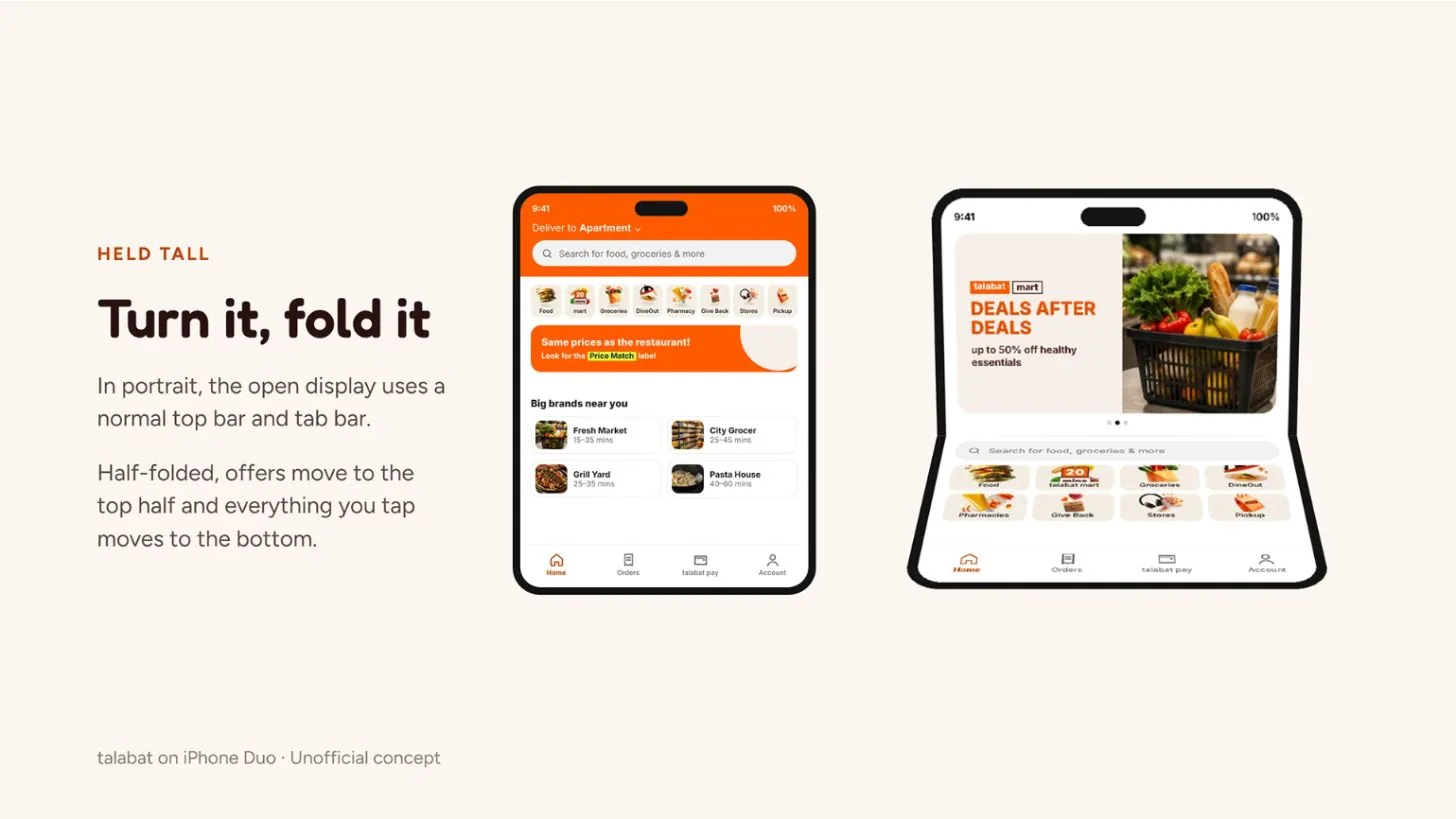 HELD TALL
Turn it, fold it
In portrait, the open display uses a
normal top bar and tab bar.
Half-folded, offers move to the
top half and everything you tap
moves to the bottom.
9:41 100%
Deliver to Apartment
Search for food, groceries & more
Food mart Groceries DineOut Pharmacy Give Back Stores Pickup
20
Same prices as the restaurant!
Look for the Price Match label
Big brands near you
Fresh Market City Grocer
15–35 mins 25–45 mins
Grill Yard Pasta House
25–35 mins 40–60 mins
Home Orders talabat pay Account
9:41 100%
talabat mart
DEALS AFTER
DEALS
up to 50% off healthy
essentials
Search for food, groceries & more
20
mins
Food talabat mart Groceries DineOut
Pharmacies Give Back Stores Pickup
Home Orders talabat pay Account
talabat on iPhone Duo · Unofficial concept